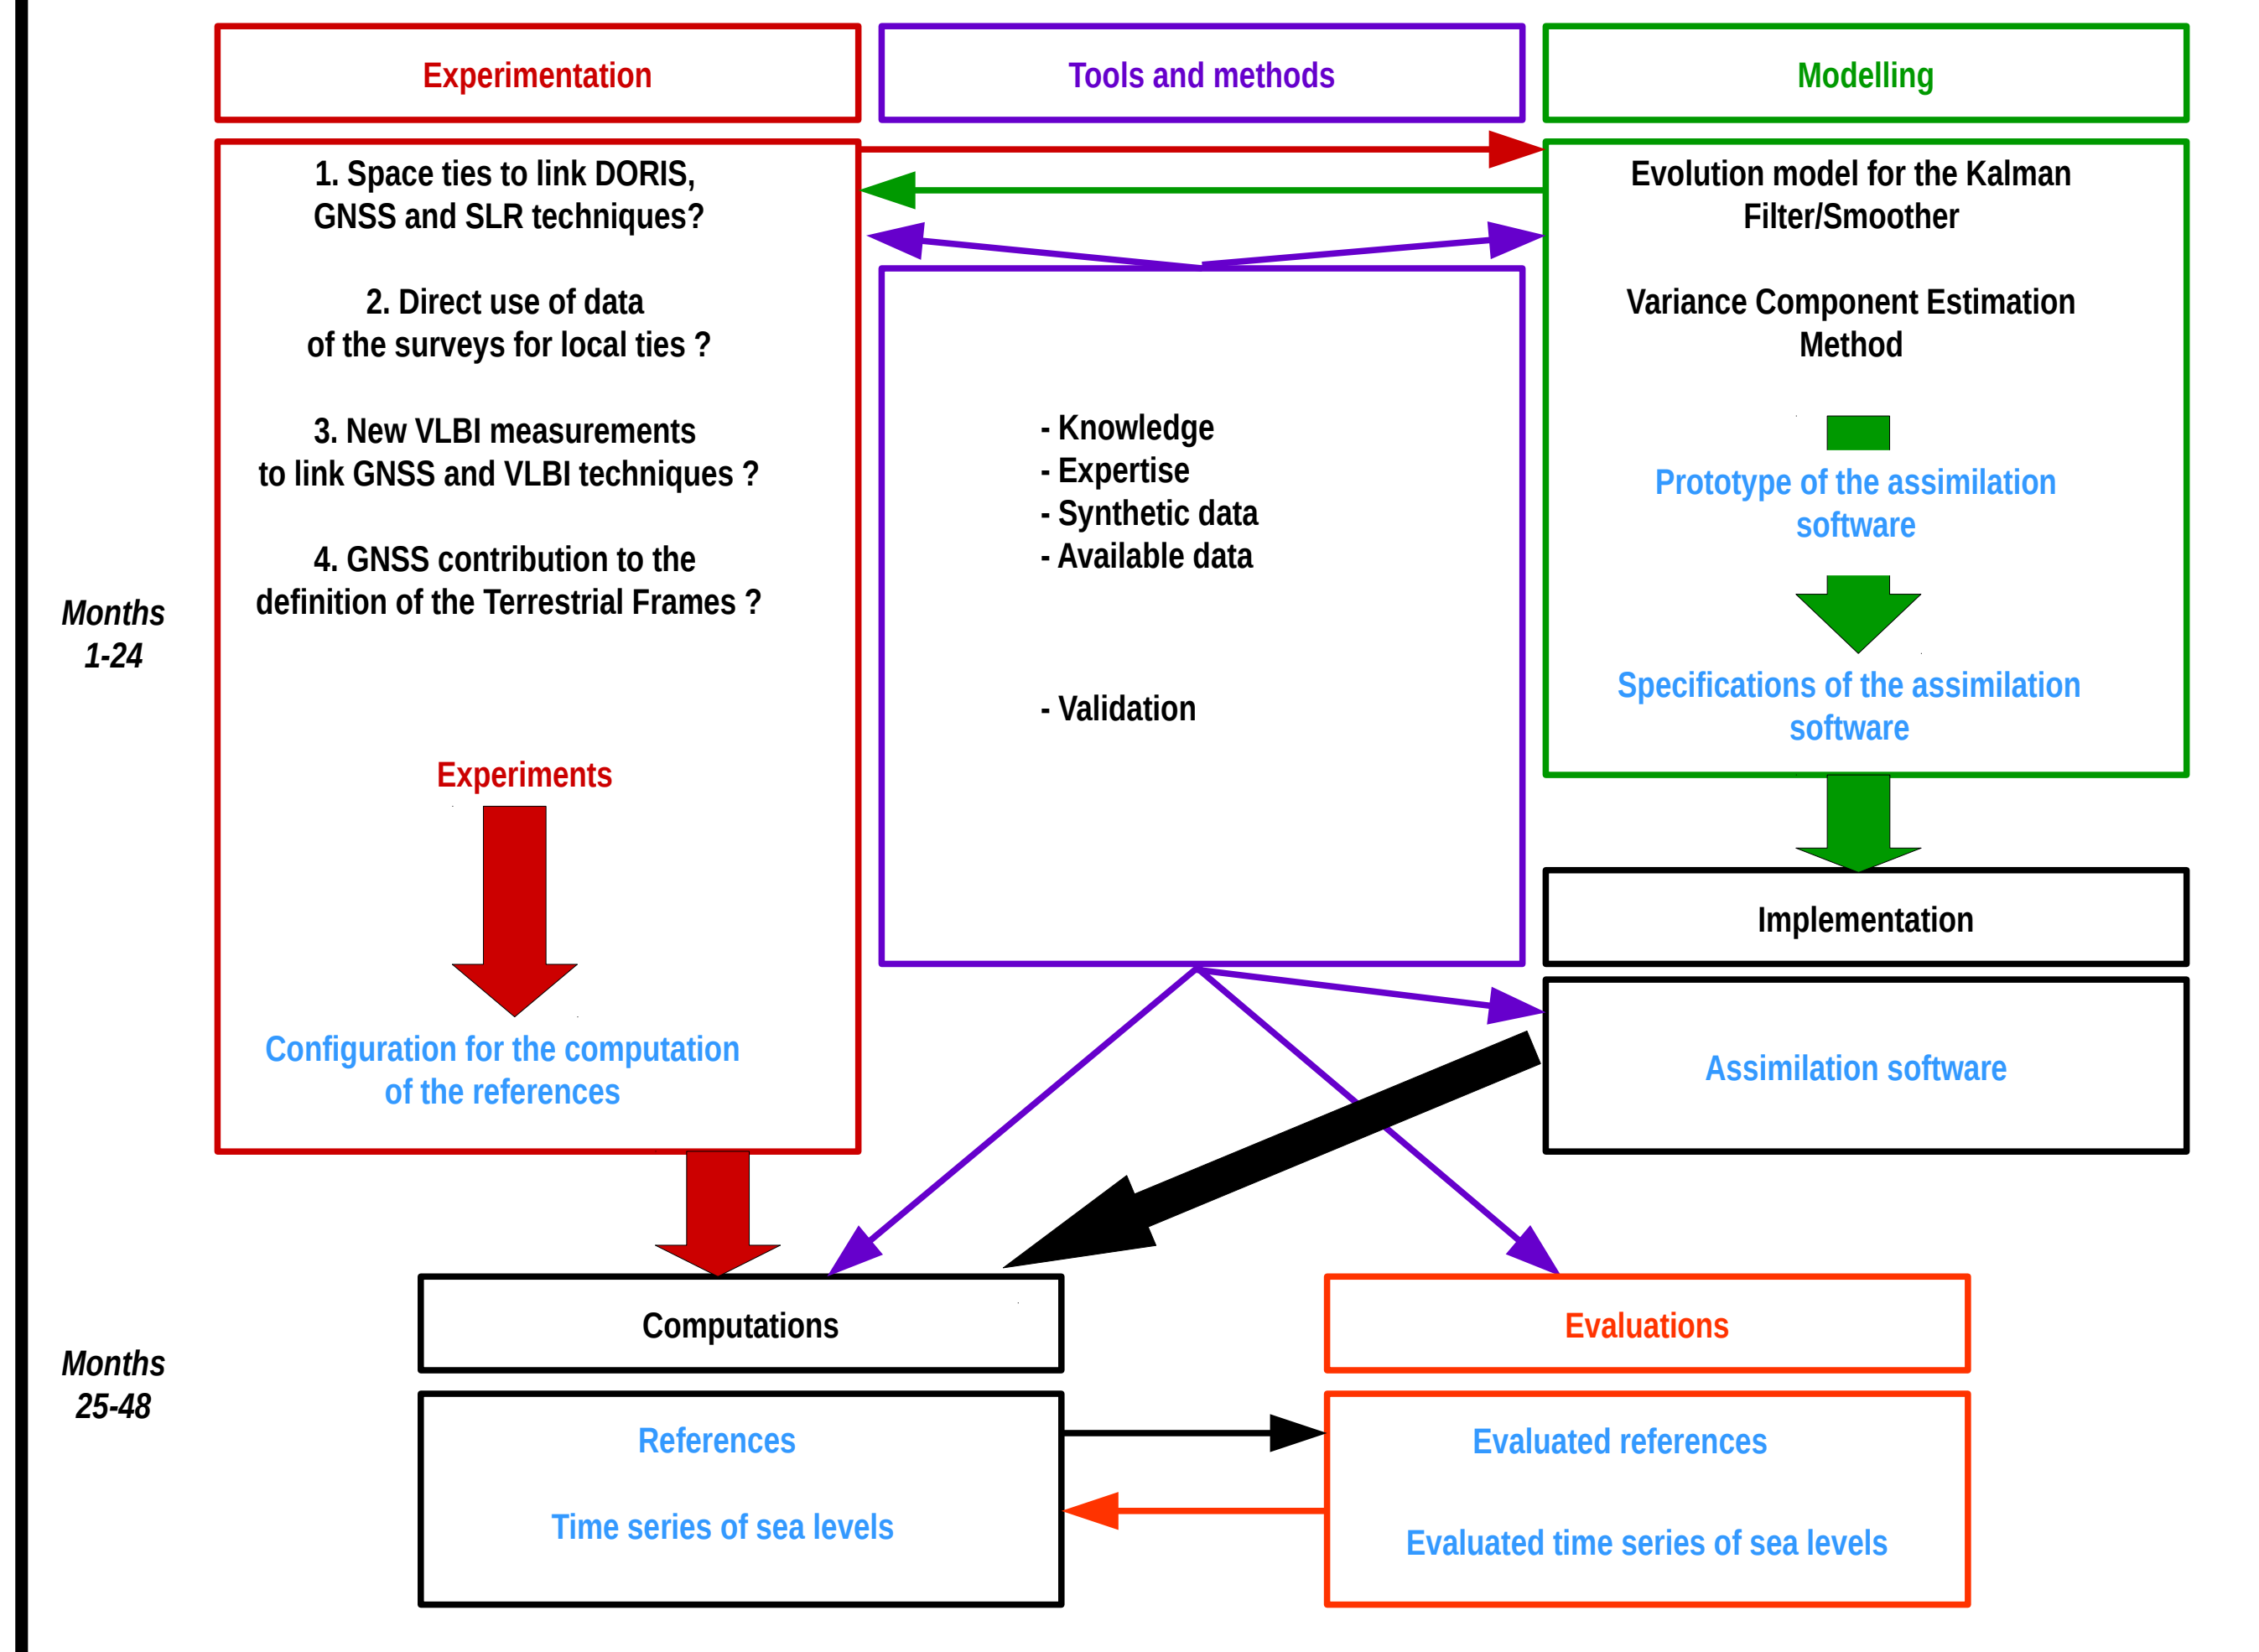 Experimentation
Tools and methods
Modelling
1. Space ties to link DORIS,
GNSS and SLR techniques?
2. Direct use of data
of the surveys for local ties ?
3. New VLBI measurements
to link GNSS and VLBI techniques ?
4. GNSS contribution to the
definition of the Terrestrial Frames ?
Experiments
Configuration for the computation
of the references
- Knowledge
- Expertise
- Synthetic data
- Available data
- Validation
Evolution model for the Kalman
Filter/Smoother
Variance Component Estimation
Method
Prototype of the assimilation
software
Specifications of the assimilation
software
Implementation
Assimilation software
Months
1-24
Computations
Evaluations
Months
25-48
References
Time series of sea levels
Evaluated references
Evaluated time series of sea levels